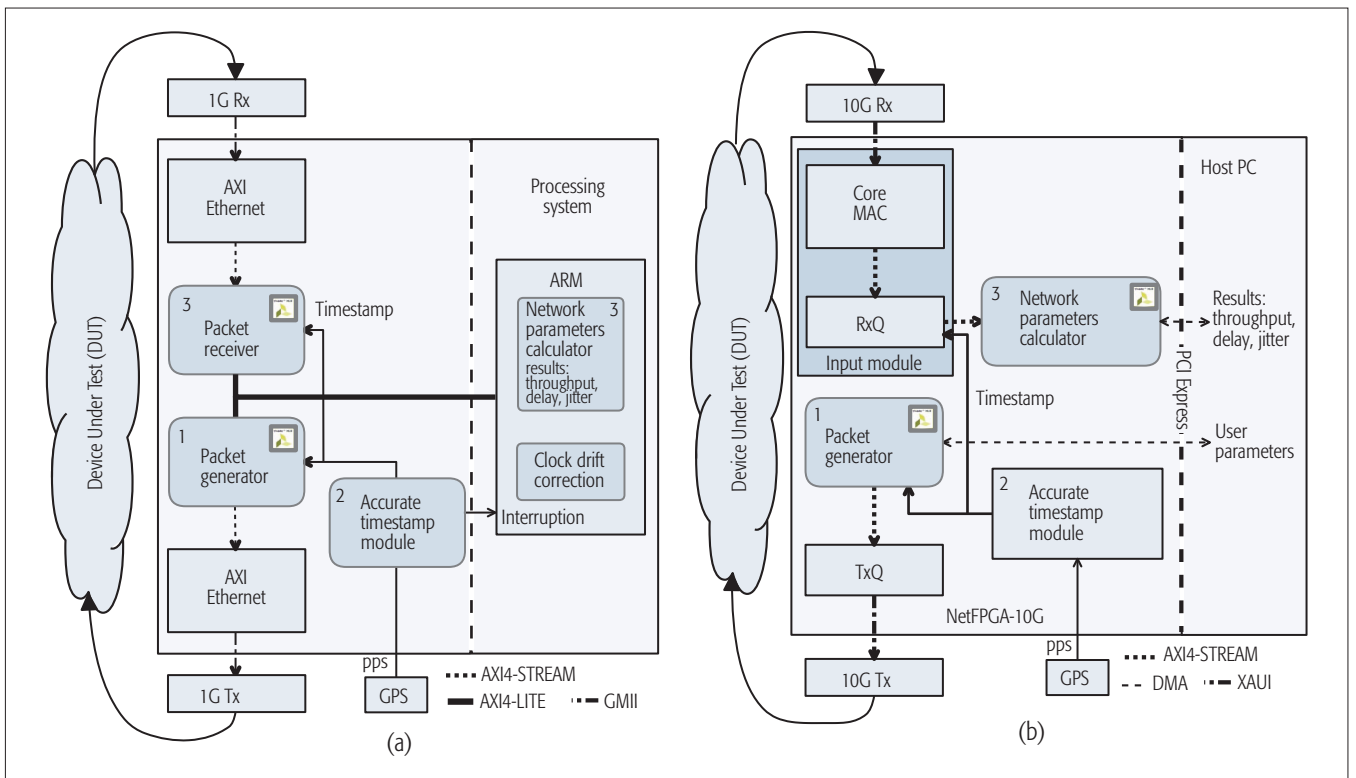 1G Rx
AXI
Ethernet
Processing
system
Device Under Test (DUT)
3
Packet
receiver
Timestamp
ARM
Network
3
parameters
calculator
results:
throughput,
delay, jitter
1
Packet
generator
Clock drift
correction
2
Accurate
timestamp
module
Interruption
AXI
Ethernet
pps
1G Tx
GPS
AXI4-STREAM
AXI4-LITE
GMII
(a)
10G Rx
Host PC
Core
MAC
Device Under Test (DUT)
RxQ
Input module
3
Network
parameters
calculator
Results:
throughput,
delay, jitter
PCI Express
Timestamp
1
Packet
generator
User
parameters
2
Accurate
timestamp
module
TxQ
NetFPGA-10G
pps
10G Tx
GPS
AXI4-STREAM
DMA
XAUI
(b)